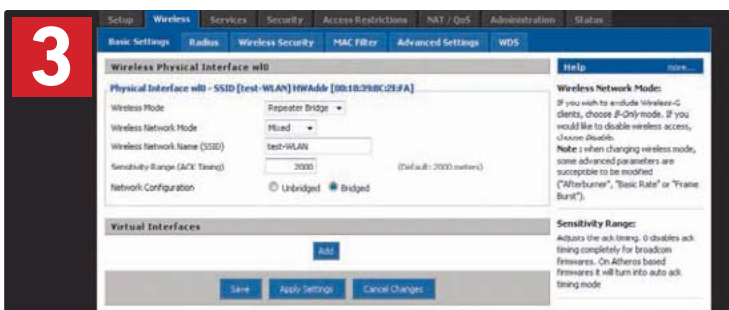 3
Setup Wireless Services Security Access Restrictions NAT / QoS Administration Status
Basic Settings Radius Wireless Security MAC Filter Advanced Settings WDS
Wireless Physical Interface wl0
Physical Interface wl0 - SSID [test-WLAN] HWAddr [00:18:39:8C:2E:FA]
Wireless Mode Repeater Bridge
Wireless Network Mode Mixed
Wireless Network Name (SSID) test-WLAN
Sensitivity Range (ACK Timing) 2000 (Default: 2000 meters)
Network Configuration Unbridged Bridged
Virtual Interfaces
Add
Save Apply Settings Cancel Changes
Help more...
Wireless Network Mode:
If you wish to exclude Wireless-G
clients, choose B-Only mode. If you
would like to disable wireless access,
choose Disable.
Note : when changing wireless mode,
some advanced parameters are
susceptible to be modified
("Afterburner", "Basic Rate" or "Frame
Burst").
Sensitivity Range:
Adjusts the ack timing. 0 disables ack
timing completely for broadcom
firmwares. On Atheros based
firmwares it will turn into auto ack
timing mode